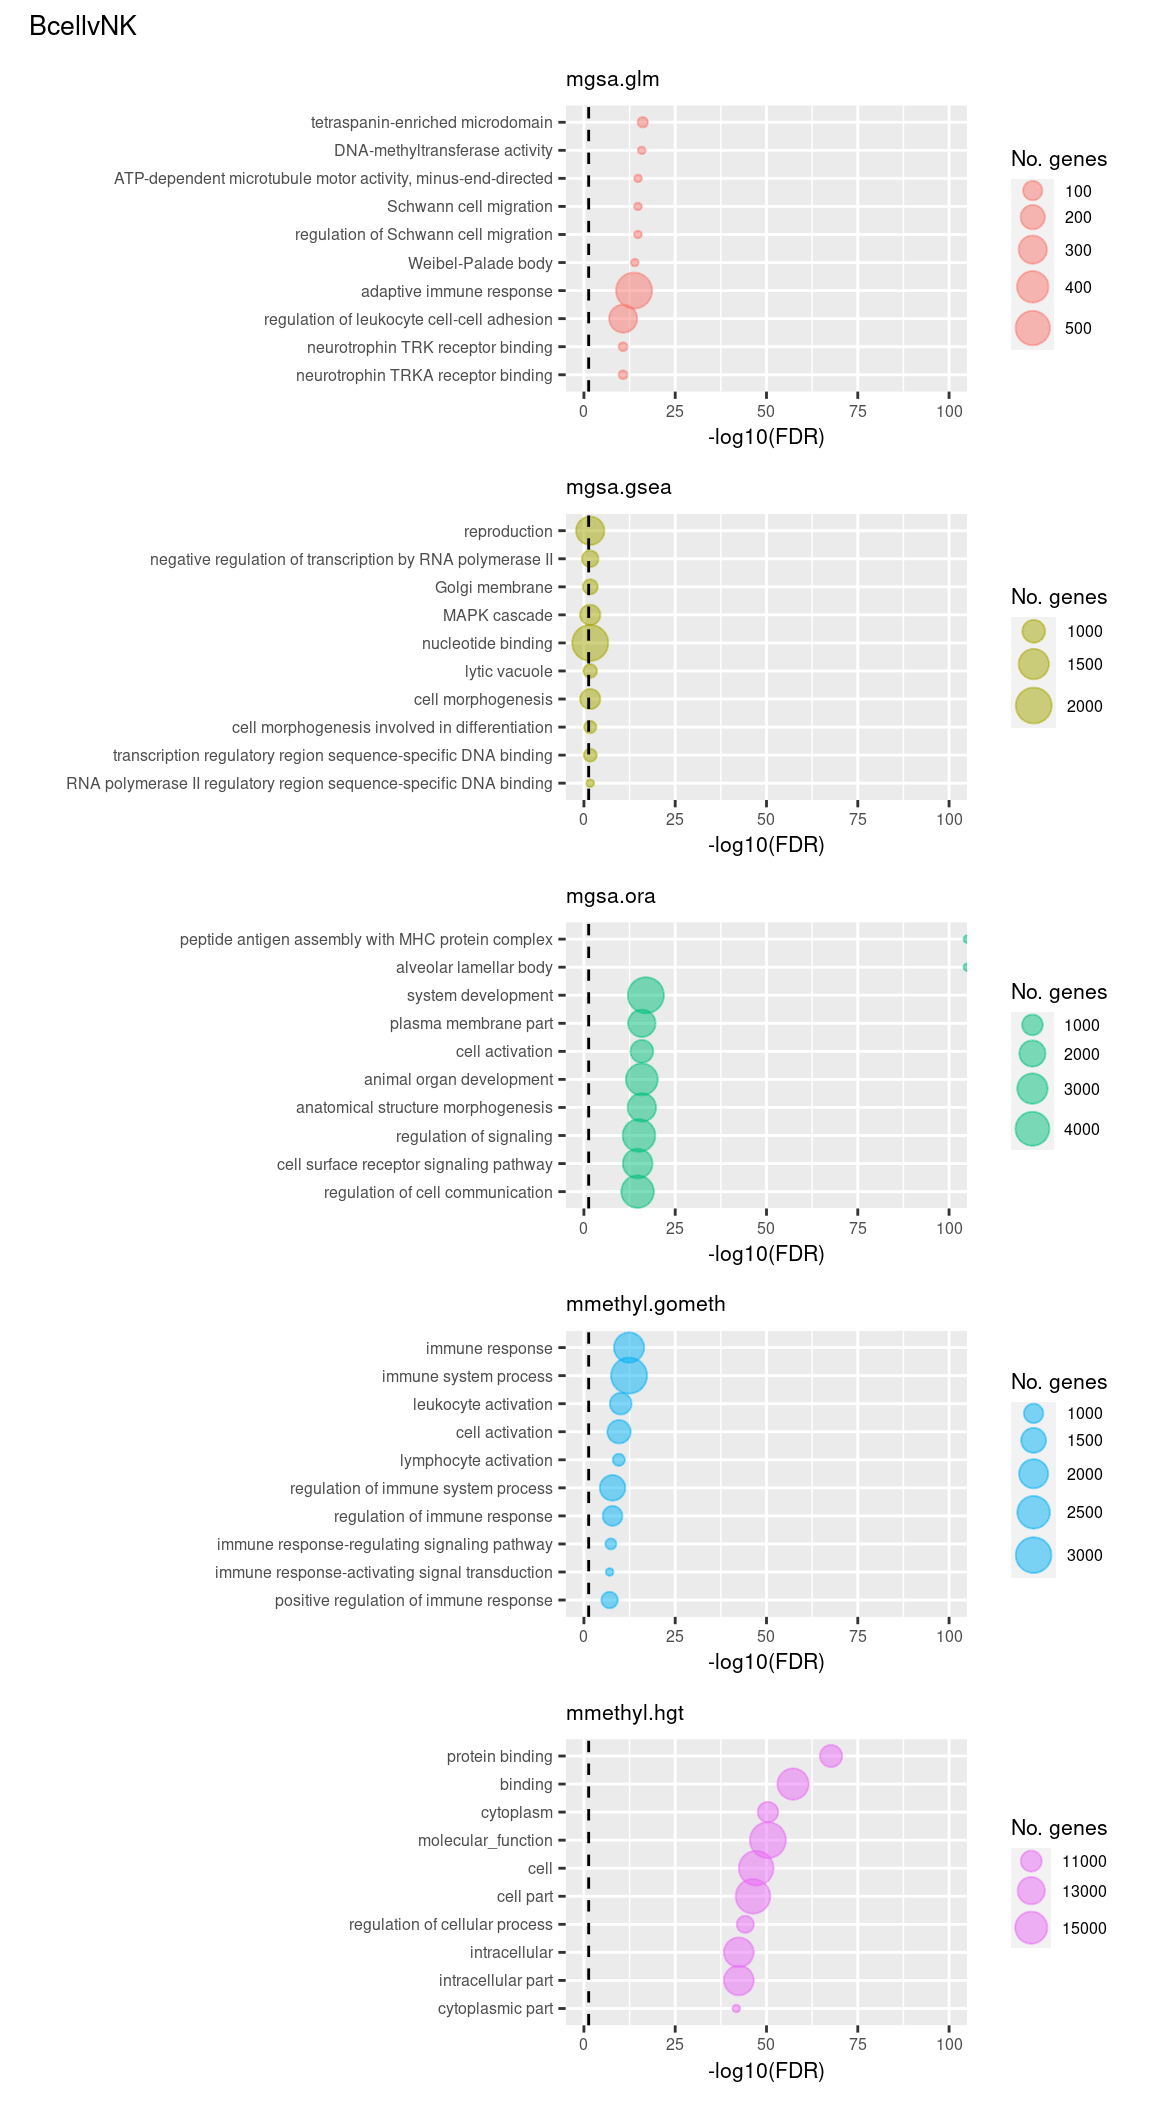 BcellvNK
mgsa.glm
tetraspanin-enriched microdomain
DNA-methyltransferase activity
ATP-dependent microtubule motor activity, minus-end-directed
Schwann cell migration
regulation of Schwann cell migration
Weibel-Palade body
adaptive immune response
regulation of leukocyte cell-cell adhesion
neurotrophin TRK receptor binding
neurotrophin TRKA receptor binding
0 25 50 75 100
-log10(FDR)
No. genes
100
200
300
400
500
mgsa.gsea
reproduction
negative regulation of transcription by RNA polymerase II
Golgi membrane
MAPK cascade
nucleotide binding
lytic vacuole
cell morphogenesis
cell morphogenesis involved in differentiation
transcription regulatory region sequence-specific DNA binding
RNA polymerase II regulatory region sequence-specific DNA binding
0 25 50 75 100
-log10(FDR)
No. genes
1000
1500
2000
mgsa.ora
peptide antigen assembly with MHC protein complex
alveolar lamellar body
system development
plasma membrane part
cell activation
animal organ development
anatomical structure morphogenesis
regulation of signaling
cell surface receptor signaling pathway
regulation of cell communication
0 25 50 75 100
-log10(FDR)
No. genes
1000
2000
3000
4000
mmethyl.gometh
immune response
immune system process
leukocyte activation
cell activation
lymphocyte activation
regulation of immune system process
regulation of immune response
immune response-regulating signaling pathway
immune response-activating signal transduction
positive regulation of immune response
0 25 50 75 100
-log10(FDR)
No. genes
1000
1500
2000
2500
3000
mmethyl.hgt
protein binding
binding
cytoplasm
molecular_function
cell
cell part
regulation of cellular process
intracellular
intracellular part
cytoplasmic part
0 25 50 75 100
-log10(FDR)
No. genes
11000
13000
15000